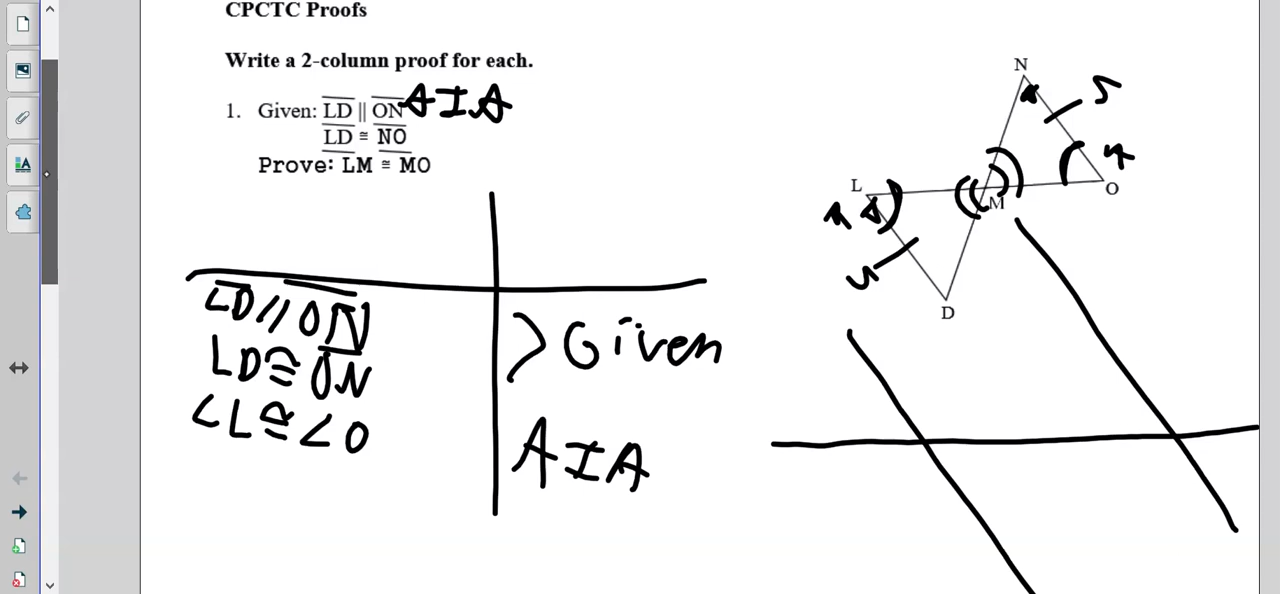 CPCTC Proofs
Write a 2-column proof for each.
1. Given: LD || ON AIA
LD ≅ NO
Prove: LM ≅ MO
N
S
A
O
L
M
A
S
D
LD // ON
LD ≅ ON
> Given
<L ≅ <O
AIA